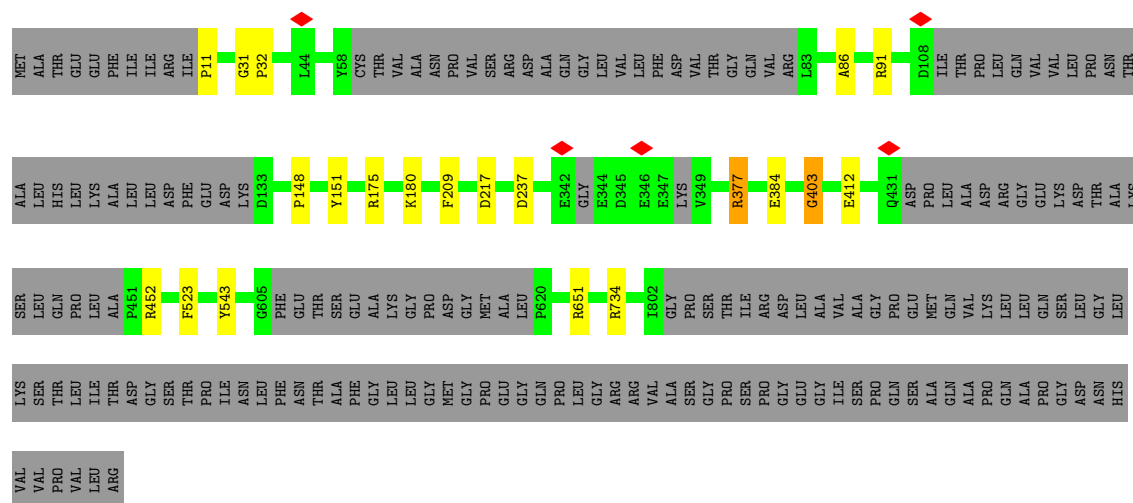 MET ALA THR GLU GLU PHE ILE ILE ARG ILE P11 G31 P32 L44 Y58 CYS THR VAL ALA ASN PRO VAL SER ARG ASP ALA GLN GLY LEU VAL LEU PHE ASP VAL THR GLY GLN VAL ARG L83 A86 R91 D108 ILE THR PRO LEU GLN VAL VAL LEU PRO ASN THR
ALA LEU HIS LEU LYS ALA LEU LEU ASP PHE GLU ASP LYS D133 P148 Y151 R175 K180 F209 D217 D237 E342 GLY E344 D345 E346 E347 LYS V349 R377 E384 G403 E412 Q431 ASP PRO LEU ALA ASP ARG GLY GLU LYS ASP THR ALA LYS
SER LEU GLN PRO LEU ALA P451 R452 F523 Y543 G605 PHE GLU THR SER GLU ALA LYS GLY PRO ASP GLY MET ALA LEU P620 R651 R734 I802 GLY PRO SER THR ILE ARG ASP LEU ALA VAL ALA GLY PRO GLU MET GLN VAL LYS LEU LEU GLN SER LEU GLY LEU
LYS SER THR LEU ILE THR ASP GLY SER THR PRO ILE ASN LEU PHE ASN THR ALA PHE GLY LEU LEU GLY MET GLY PRO GLU GLY GLN PRO LEU GLY ARG ARG VAL ALA SER GLY PRO SER PRO GLY GLU GLY ILE SER PRO GLN SER ALA GLN ALA PRO GLN ALA PRO GLY ASP ASN HIS
VAL VAL PRO VAL LEU ARG